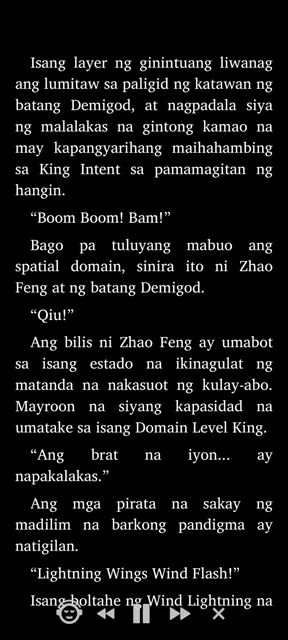 Isang layer ng ginintuang liwanag
ang lumitaw sa paligid ng katawan ng
batang Demigod, at nagpadala siya
ng malalakas na gintong kamao na
may kapangyarihang maihahambing
sa King Intent sa pamamagitan ng
hangin.
“Boom Boom! Bam!”
Bago pa tuluyang mabuo ang
spatial domain, sinira ito ni Zhao
Feng at ng batang Demigod.
“Qiu!”
Ang bilis ni Zhao Feng ay umabot
sa isang estado na ikinagulat ng
matanda na nakasuot ng kulay-abo.
Mayroon na siyang kapasidad na
umatake sa isang Domain Level King.
“Ang brat na iyon... ay
napakalakas.”
Ang mga pirata na sakay ng
madilim na barkong pandigma ay
natigilan.
“Lightning Wings Wind Flash!”
Isang boltahe ng Wind Lightning na